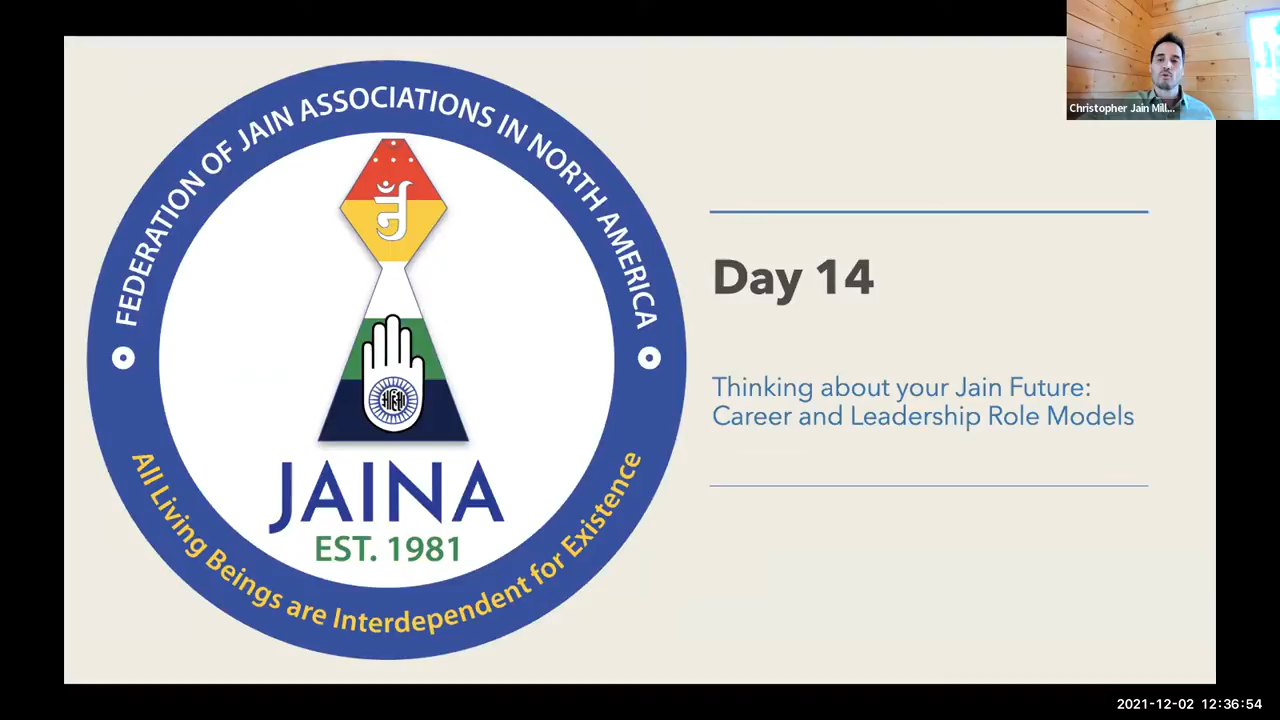 FEDERATION OF JAIN ASSOCIATIONS IN NORTH AMERICA
JAINA
EST. 1981
All Living Beings are Interdependent for Existence
Day 14
Thinking about your Jain Future:
Career and Leadership Role Models
Christopher Jain Mill...
2021-12-02 12:36:54